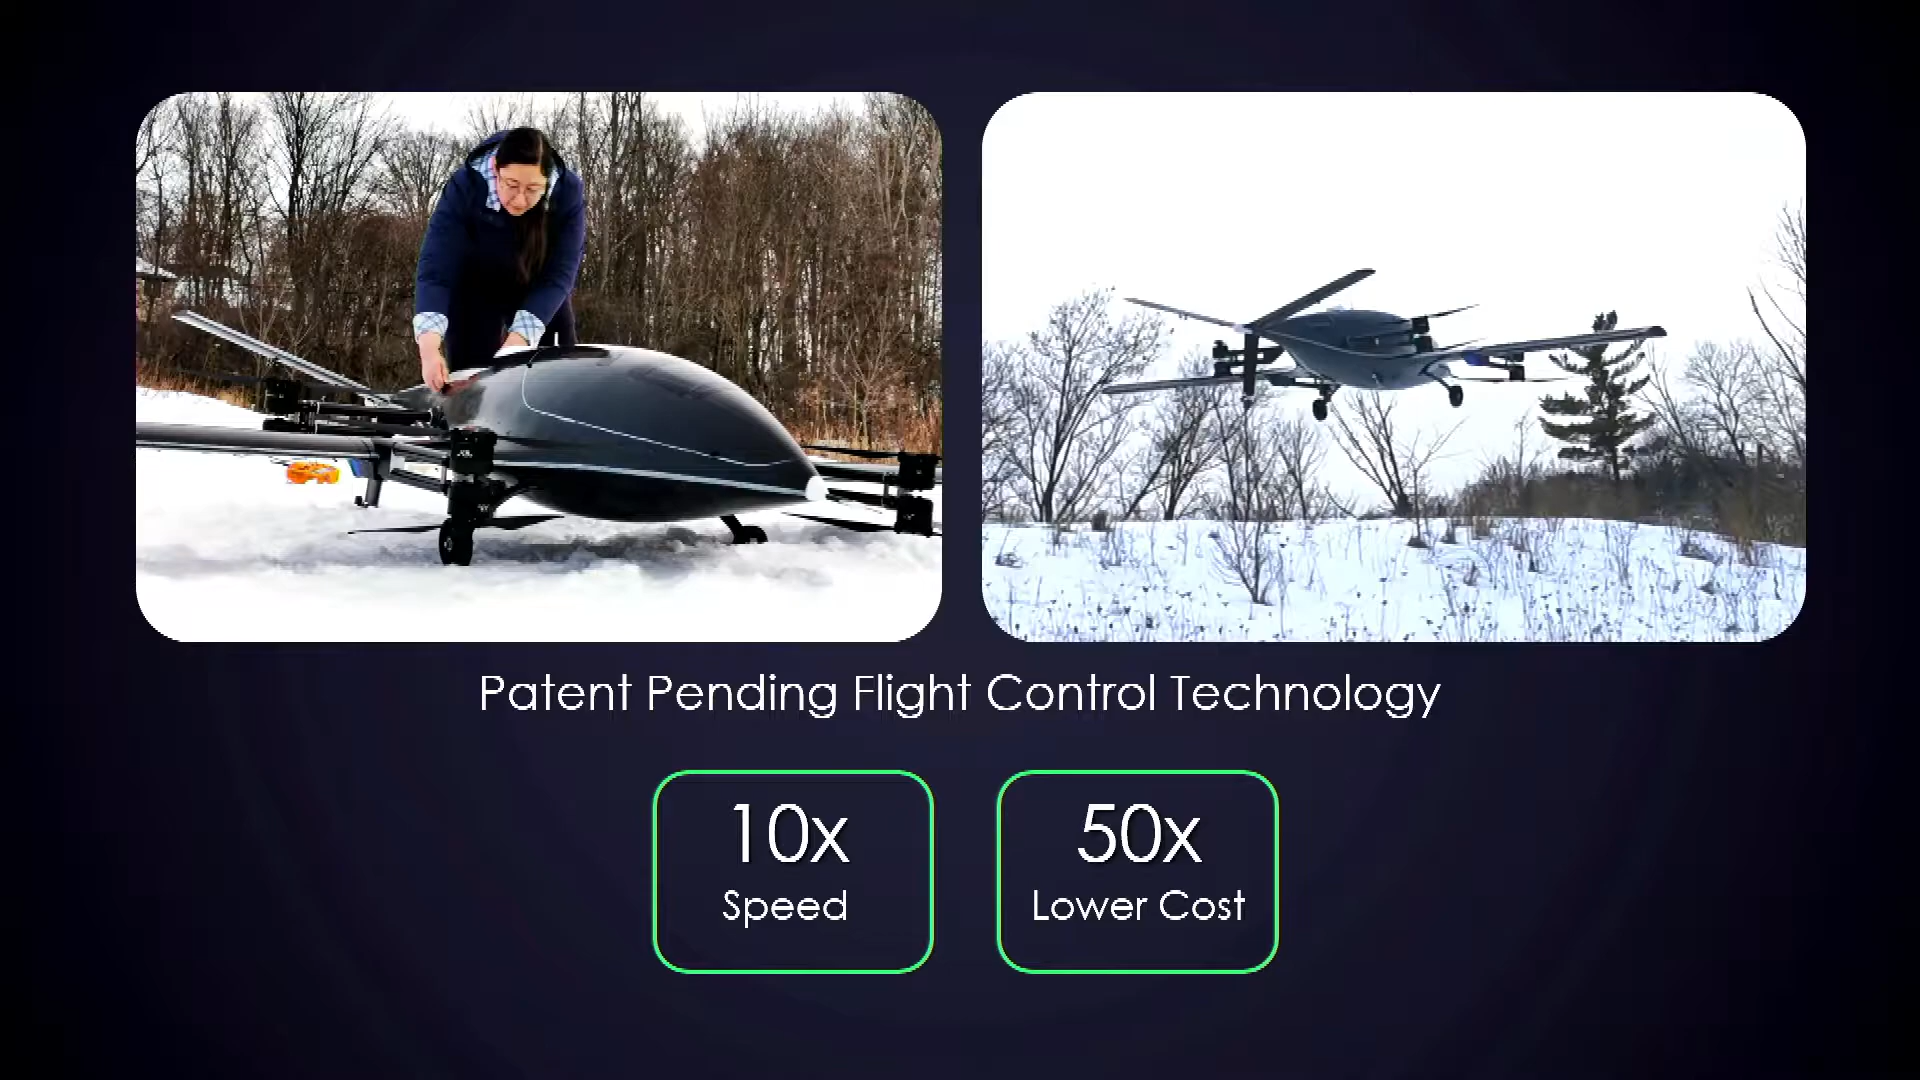 Patent Pending Flight Control Technology
10x
Speed
50x
Lower Cost